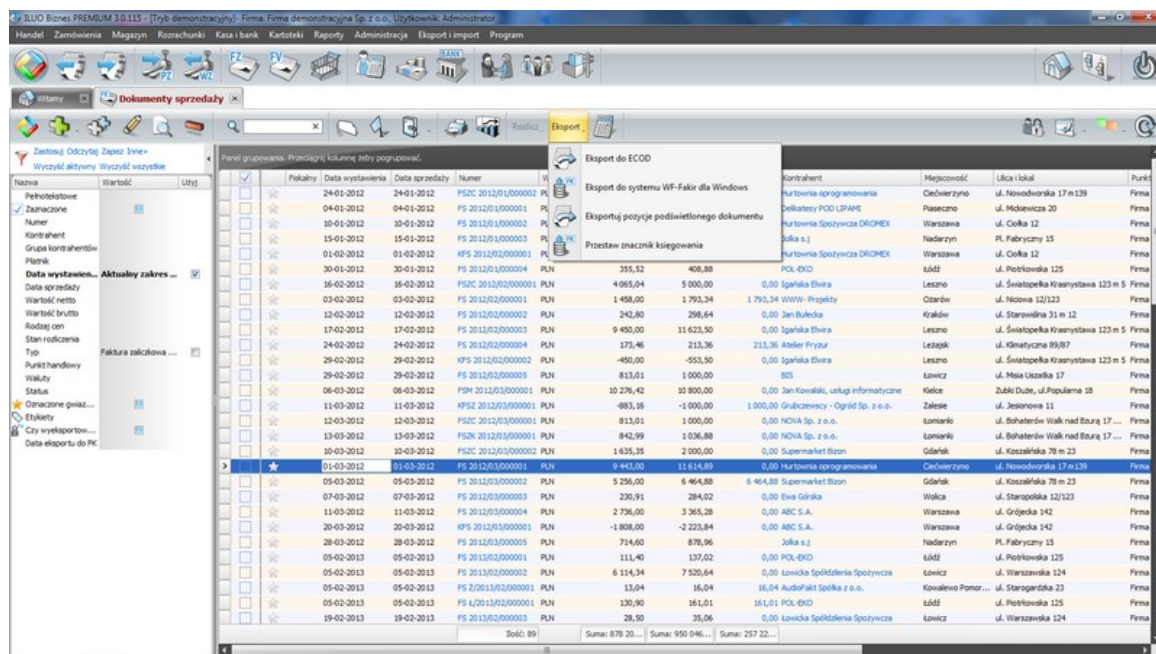 ILUO Biznes PREMIUM 3.0.115 - [Tryb demonstracyjny]- Firma: Firma demonstracyjna Sp. z o.o., Użytkownik: Administrator
Handel Zamówienia Magazyn Rozrachunki Kasa i bank Kartoteki Raporty Administracja Eksport i import Program
PZ WZ FZ FV BANK
Witamy Dokumenty sprzedaży
Rozlicz Eksport
Zastosuj Odczytaj Zapisz Inne»
Wyczyść aktywny Wyczyść wszystkie
Panel grupowania. Przeciągnij kolumnę żeby pogrupować.
Eksport do ECOD
Eksport do systemu WF-Fakir dla Windows
Eksportuj pozycje podświetlonego dokumentu
Przestaw znacznik księgowania
Nazwa Wartość Użyj
Pełnotekstowe
Zaznaczone
Numer
Kontrahent
Grupa kontrahentów
Płatnik
Data wystawien... Aktualny zakres ...
Data sprzedaży
Wartość netto
Wartość brutto
Rodzaj cen
Stan rozliczenia
Typ Faktura zaliczkowa ...
Punkt handlowy
Waluty
Status
Oznaczone gwiaz...
Etykiety
Czy wyeksportow...
Data eksportu do FK
Fiskalny Data wystawienia Data sprzedaży Numer Kontrahent Miejscowość Ulica i lokal Punkt
24-01-2012 24-01-2012 FSZC 2012/01/000002 Hurtownia oprogramowania Ciećwierzyno ul. Nowodworska 17 m139
04-01-2012 04-01-2012 FS 2012/01/000001 Delikatesy POD LIPAMI Piaseczno ul. Mickiewicza 20 Firma
10-01-2012 10-01-2012 FS 2012/01/000002 Hurtownia Spożywcza DROMEX Warszawa ul. Ciołka 12 Firma
15-01-2012 15-01-2012 FS 2012/01/000003 Jolka s.j Nadarzyn Pl. Fabryczny 15 Firma
01-02-2012 01-02-2012 KFS 2012/02/000001 Hurtownia Spożywcza DROMEX Warszawa ul. Ciołka 12 Firma
30-01-2012 30-01-2012 FS 2012/01/000004 PLN 355,52 408,88 POL-EKO Łódź ul. Piotrkowska 125 Firma
16-02-2012 16-02-2012 FSZC 2012/02/000001 PLN 4 065,04 5 000,00 0,00 Igańska Elwira Leszno ul. Światopełka Krasnystawa 123 m 5 Firma
03-02-2012 03-02-2012 FS 2012/02/000001 PLN 1 458,00 1 793,34 1 793,34 WWW- Projekty Ożarów ul. Niciowa 12/123 Firma
12-02-2012 12-02-2012 FS 2012/02/000002 PLN 242,80 298,64 0,00 Jan Bułecka Kraków ul. Starowiślna 31 m 12 Firma
17-02-2012 17-02-2012 FS 2012/02/000003 PLN 9 450,00 11 623,50 0,00 Igańska Elwira Leszno ul. Światopełka Krasnystawa 123 m 5 Firma
24-02-2012 24-02-2012 FS 2012/02/000004 PLN 173,46 213,36 213,36 Atelier Fryzur Leżajsk ul. Klimatyczna 89/87 Firma
29-02-2012 29-02-2012 KFS 2012/02/000002 PLN -450,00 -553,50 0,00 Igańska Elwira Leszno ul. Światopełka Krasnystawa 123 m 5 Firma
29-02-2012 29-02-2012 FS 2012/02/000005 PLN 813,01 1 000,00 BIS Łowicz ul. Misia Uszatka 17 Firma
06-03-2012 06-03-2012 FSM 2012/03/000001 PLN 10 276,42 10 800,00 0,00 Jan Kowalski, usługi informatyczne Kielce Zubki Duże, ul.Popularna 18 Firma
11-03-2012 11-03-2012 KFSZ 2012/03/000001 PLN -883,16 -1 000,00 1 000,00 Grubczewscy - Ogród Sp. z o.o. Zalesie ul. Jesionowa 11 Firma
12-03-2012 12-03-2012 FSZC 2012/03/000001 PLN 813,01 1 000,00 0,00 NOVA Sp. z o.o. Łomianki ul. Bohaterów Walk nad Bzurą 17 ... Firma
13-03-2012 13-03-2012 FSZK 2012/03/000001 PLN 842,99 1 036,88 0,00 NOVA Sp. z o.o. Łomianki ul. Bohaterów Walk nad Bzurą 17 ... Firma
10-03-2012 10-03-2012 FSZC 2012/03/000002 PLN 1 635,35 2 000,00 0,00 Supermarket Bizon Gdańsk ul. Koszalińska 78 m 23 Firma
01-03-2012 01-03-2012 FS 2012/03/000001 PLN 9 443,00 11 614,89 0,00 Hurtownia oprogramowania Ciećwierzyno ul. Nowodworska 17 m139 Firma
05-03-2012 05-03-2012 FS 2012/03/000002 PLN 5 256,00 6 464,88 6 464,88 Supermarket Bizon Gdańsk ul. Koszalińska 78 m 23 Firma
07-03-2012 07-03-2012 FS 2012/03/000003 PLN 230,91 284,02 0,00 Ewa Górska Wolica ul. Staropolska 12/123 Firma
11-03-2012 11-03-2012 FS 2012/03/000004 PLN 2 736,00 3 365,28 0,00 ABC S.A. Warszawa ul. Grójecka 142 Firma
20-03-2012 20-03-2012 KFS 2012/03/000001 PLN -1 808,00 -2 223,84 0,00 ABC S.A. Warszawa ul. Grójecka 142 Firma
28-03-2012 28-03-2012 FS 2012/03/000005 PLN 714,60 878,96 Jolka s.j Nadarzyn Pl. Fabryczny 15 Firma
05-02-2013 05-02-2013 FS 2013/02/000001 PLN 111,40 137,02 0,00 POL-EKO Łódź ul. Piotrkowska 125 Firma
05-02-2013 05-02-2013 FS 2013/02/000002 PLN 6 114,34 7 520,64 0,00 Łowicka Spółdzielenia Spożywcza Łowicz ul. Warszawska 124 Firma
05-02-2013 05-02-2013 FS Z/2013/02/000001 PLN 13,04 16,04 16,04 AudioFakt Spółka z o.o. Kowalewo Pomor... ul. Starogardzka 23 Firma
05-02-2013 05-02-2013 FS Ł/2013/02/000001 PLN 130,90 161,01 161,01 POL-EKO Łódź ul. Piotrkowska 125 Firma
19-02-2013 19-02-2013 FS 2013/02/000003 PLN 28,50 35,06 0,00 Łowicka Spółdzielenia Spożywcza Łowicz ul. Warszawska 124 Firma
Ilość: 89 Suma: 878 20... Suma: 950 046... Suma: 257 22...